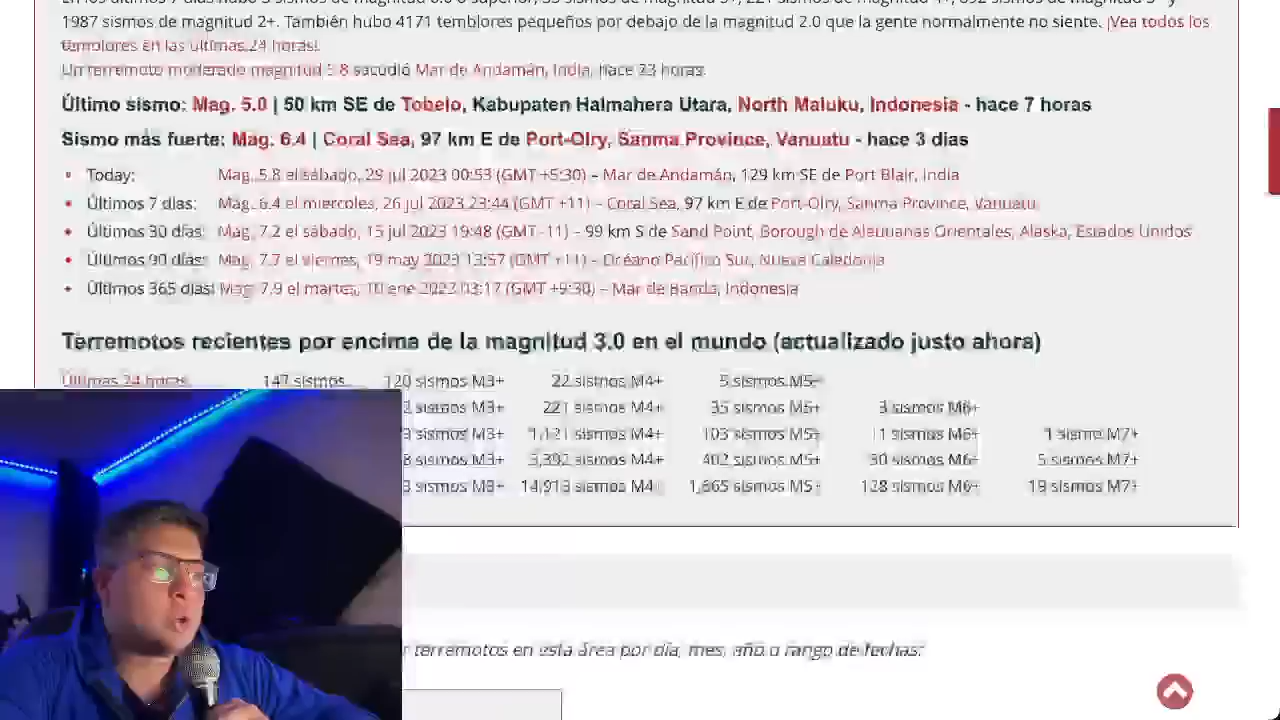 1987 sismos de magnitud 2+. También hubo 4171 temblores pequeños por debajo de la magnitud 2.0 que la gente normalmente no siente. ¡Vea todos los
temblores en las últimas 24 horas!
Un terremoto moderado magnitud 5.8 sacudió Mar de Andamán, India, hace 23 horas.
Último sismo: Mag. 5.0 | 50 km SE de Tobelo, Kabupaten Halmahera Utara, North Maluku, Indonesia - hace 7 horas
Sismo más fuerte: Mag. 6.4 | Coral Sea, 97 km E de Port-Olry, Sanma Province, Vanuatu - hace 3 dias
Today: Mag. 5.8 el sábado, 29 jul 2023 00:53 (GMT +5:30) – Mar de Andamán, 129 km SE de Port Blair, India
Últimos 7 días: Mag. 6.4 el miercoles, 26 jul 2023 23:44 (GMT +11) – Coral Sea, 97 km E de Port-Olry, Sanma Province, Vanuatu
Últimos 30 días: Mag. 7.2 el sábado, 15 jul 2023 19:48 (GMT -11) – 99 km S de Sand Point, Borough de Aleutianas Orientales, Alaska, Estados Unidos
Últimos 90 días: Mag. 7.7 el viernes, 19 may 2023 13:57 (GMT +11) – Océano Pacífico Sur, Nueva Caledonia
Últimos 365 días: Mag. 7.9 el martes, 10 ene 2023 03:17 (GMT +9:30) – Mar de Banda, Indonesia
Terremotos recientes por encima de la magnitud 3.0 en el mundo (actualizado justo ahora)
Últimas 24 horas 147 sismos 120 sismos M3+ 22 sismos M4+ 5 sismos M5+
2 sismos M3+ 221 sismos M4+ 35 sismos M5+ 3 sismos M6+
sismos M3+ 1,121 sismos M4+ 103 sismos M5+ 11 sismos M6+ 1 sismo M7+
8 sismos M3+ 3,392 sismos M4+ 402 sismos M5+ 30 sismos M6+ 5 sismos M7+
3 sismos M3+ 14,913 sismos M4+ 1,665 sismos M5+ 128 sismos M6+ 19 sismos M7+
r terremotos en esta área por día, mes, año o rango de fechas: